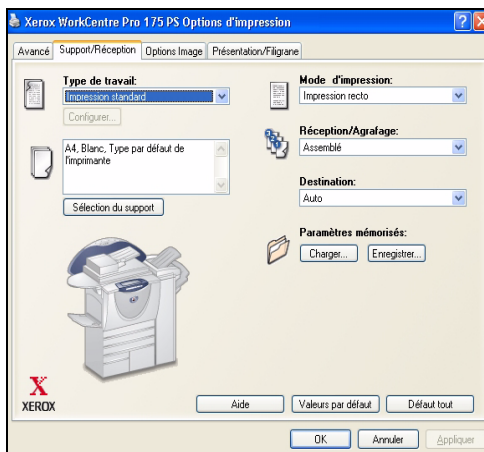 Xerox WorkCentre Pro 175 PS Options d'impression
Avancé
Support/Réception
Options Image
Présentation/Filigrane
Type de travail:
Impression standard
Configurer...
A4, Blanc, Type par défaut de
l'imprimante
Sélection du support
Mode d'impression:
Impression recto
Réception/Agrafage:
Assemblé
Destination:
Auto
Paramètres mémorisés:
Charger...
Enregistrer...
X
XEROX
Aide
Valeurs par défaut
Défaut tout
OK
Annuler
Appliquer